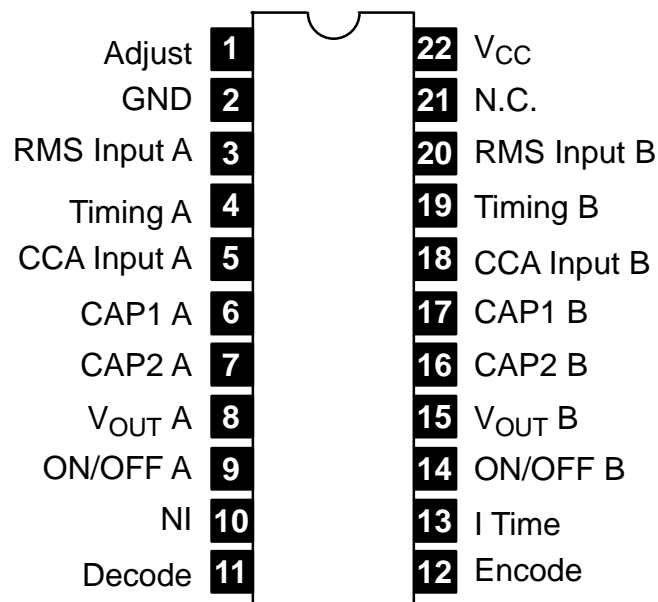 Adjust 1 22 VCC
GND 2 21 N.C.
RMS Input A 3 20 RMS Input B
Timing A 4 19 Timing B
CCA Input A 5 18 CCA Input B
CAP1 A 6 17 CAP1 B
CAP2 A 7 16 CAP2 B
VOUT A 8 15 VOUT B
ON/OFF A 9 14 ON/OFF B
NI 10 13 I Time
Decode 11 12 Encode